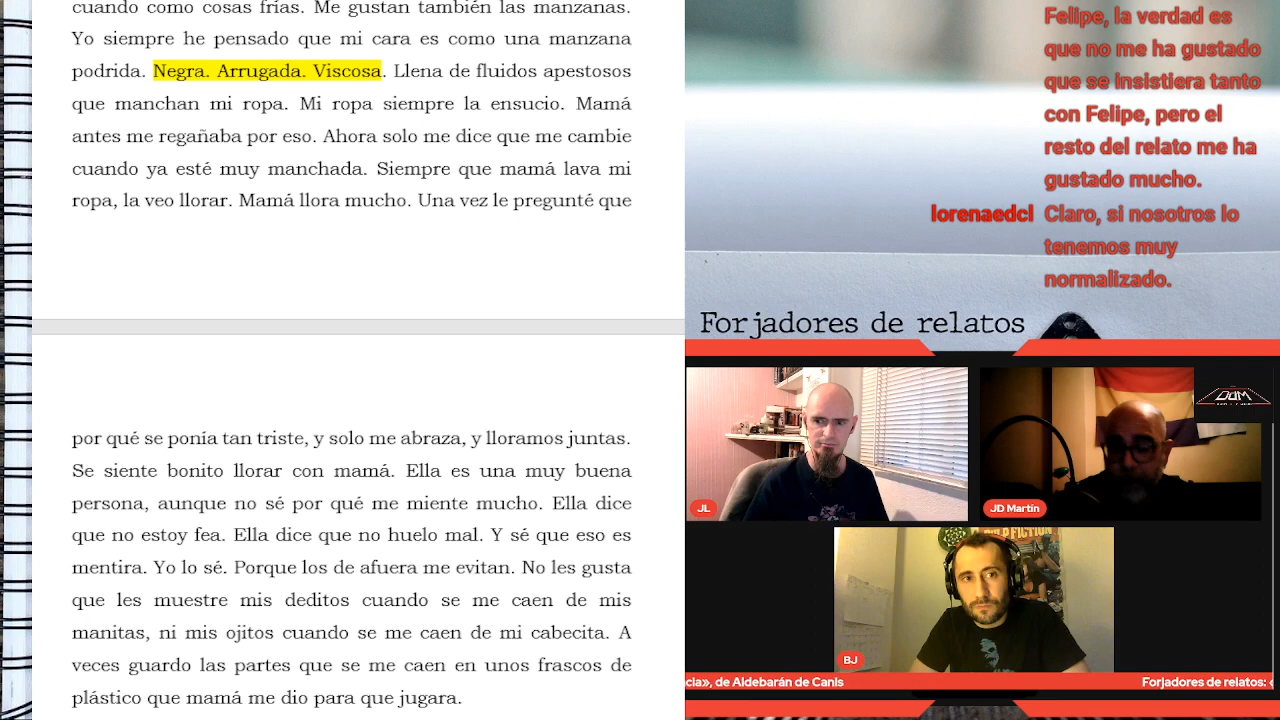 cuando como cosas frías. Me gustan también las manzanas.
Yo siempre he pensado que mi cara es como una manzana
podrida. Negra. Arrugada. Viscosa. Llena de fluidos apestosos
que manchan mi ropa. Mi ropa siempre la ensucio. Mamá
antes me regañaba por eso. Ahora solo me dice que me cambie
cuando ya esté muy manchada. Siempre que mamá lava mi
ropa, la veo llorar. Mamá llora mucho. Una vez le pregunté que
por qué se ponía tan triste, y solo me abraza, y lloramos juntas.
Se siente bonito llorar con mamá. Ella es una muy buena
persona, aunque no sé por qué me miente mucho. Ella dice
que no estoy fea. Ella dice que no huelo mal. Y sé que eso es
mentira. Yo lo sé. Porque los de afuera me evitan. No les gusta
que les muestre mis deditos cuando se me caen de mis
manitas, ni mis ojitos cuando se me caen de mi cabecita. A
veces guardo las partes que se me caen en unos frascos de
plástico que mamá me dio para que jugara.
Felipe, la verdad es
que no me ha gustado
que se insistiera tanto
con Felipe, pero el
resto del relato me ha
gustado mucho.
lorenaedcl Claro, si nosotros lo
tenemos muy
normalizado.
Forjadores de relatos
JL
JD Martín
BJ
cia», de Aldebarán de Canis
Forjadores de relatos: «